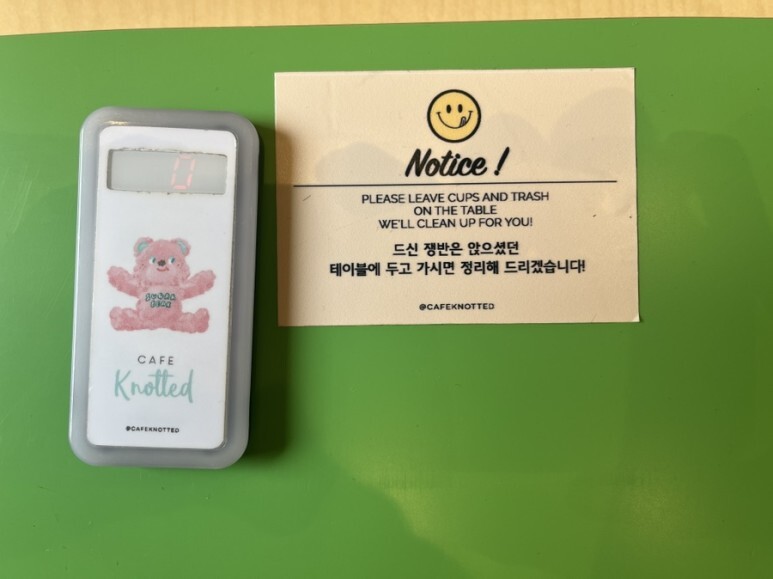 0
SUGAR
BEAR
CAFE
Knotted
@CAFEKNOTTED
Notice !
PLEASE LEAVE CUPS AND TRASH
ON THE TABLE
WE'LL CLEAN UP FOR YOU!
드신 쟁반은 앉으셨던
테이블에 두고 가시면 정리해 드리겠습니다!
@CAFEKNOTTED